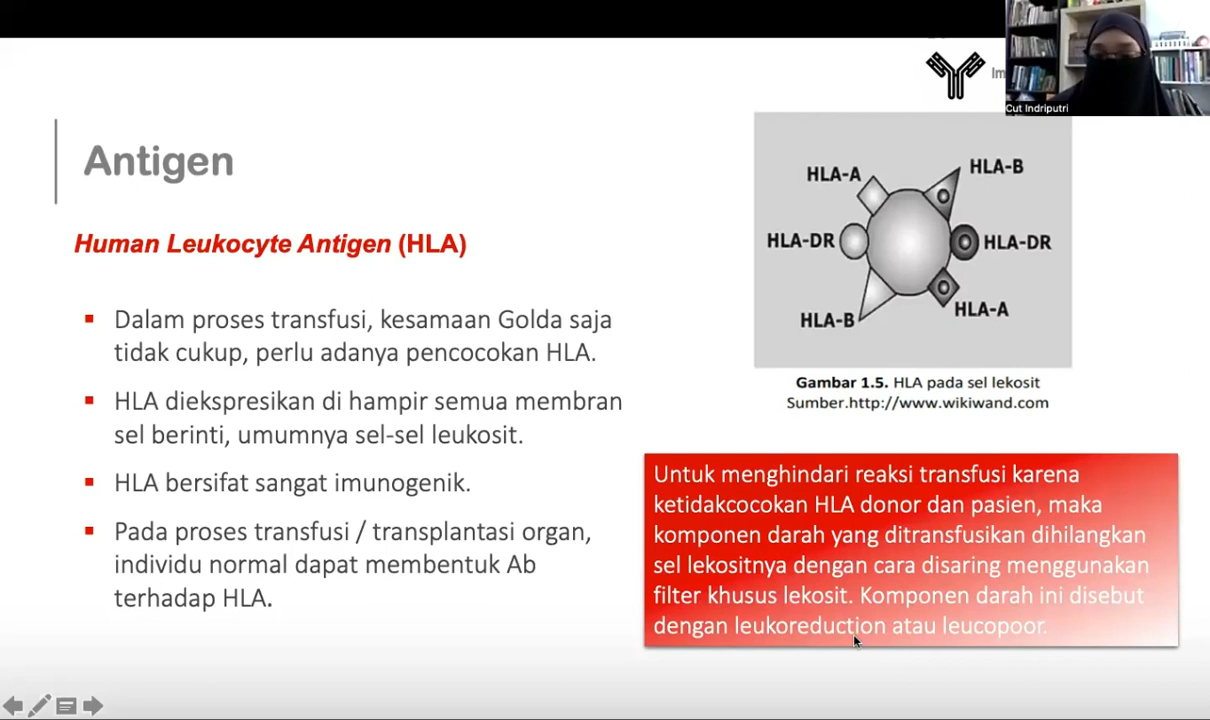 Im
Cut Indriputri
Antigen
Human Leukocyte Antigen (HLA)
Dalam proses transfusi, kesamaan Golda saja
tidak cukup, perlu adanya pencocokan HLA.
HLA diekspresikan di hampir semua membran
sel berinti, umumnya sel-sel leukosit.
HLA bersifat sangat imunogenik.
Pada proses transfusi / transplantasi organ,
individu normal dapat membentuk Ab
terhadap HLA.
HLA-A
HLA-B
HLA-DR
HLA-DR
HLA-B
HLA-A
Gambar 1.5. HLA pada sel lekosit
Sumber.http://www.wikiwand.com
Untuk menghindari reaksi transfusi karena
ketidakcocokan HLA donor dan pasien, maka
komponen darah yang ditransfusikan dihilangkan
sel lekositnya dengan cara disaring menggunakan
filter khusus lekosit. Komponen darah ini disebut
dengan leukoreduction atau leucopoor.